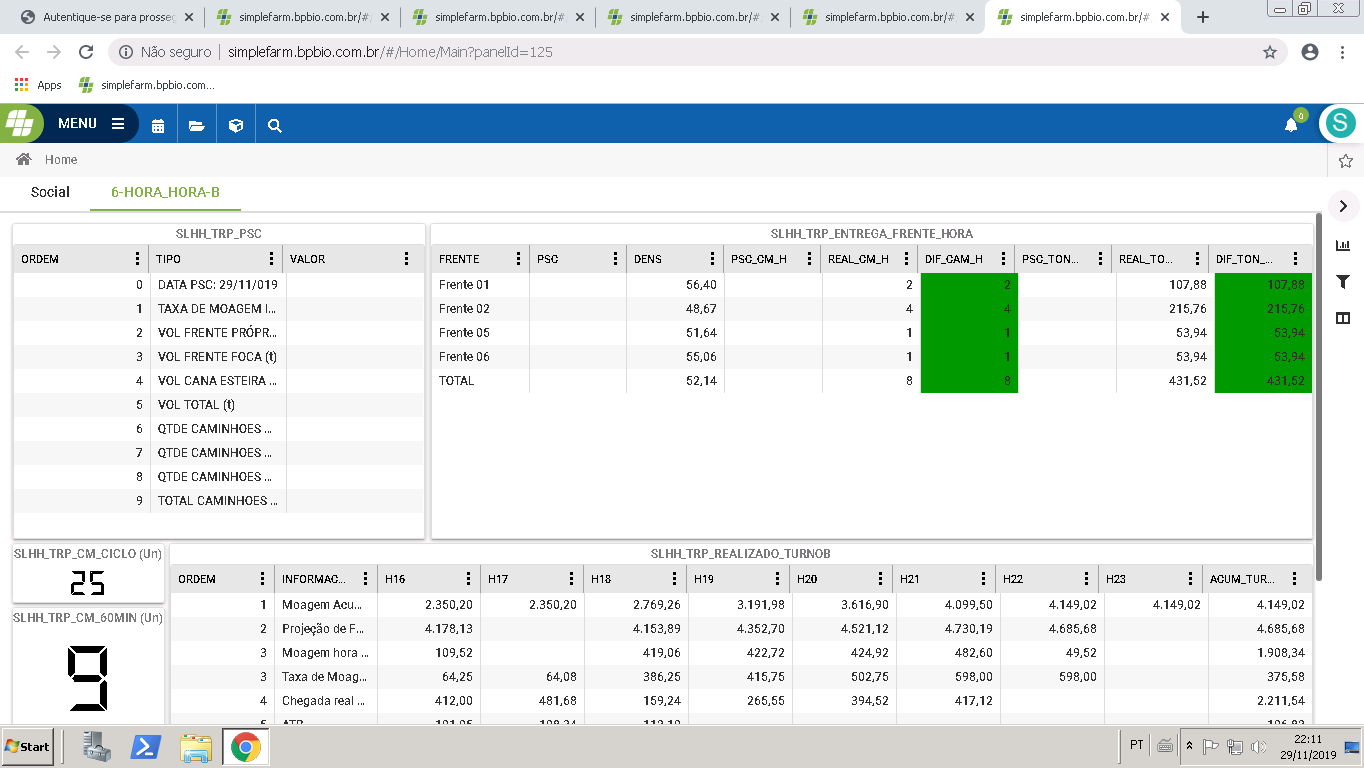 Autentique-se para prosseg
simplefarm.bpbio.com.br/#/
simplefarm.bpbio.com.br/#
simplefarm.bpbio.com.br/#
simplefarm.bpbio.com.br/#
simplefarm.bpbio.com.br/#/
Não seguro simplefarm.bpbio.com.br/#/Home/Main?panelId=125
Apps simplefarm.bpbio.com...
MENU 0 S
Home
Social 6-HORA_HORA-B
SLHH_TRP_PSC
ORDEM TIPO VALOR
0 DATA PSC: 29/11/019
1 TAXA DE MOAGEM I...
2 VOL FRENTE PRÓPR...
3 VOL FRENTE FOCA (t)
4 VOL CANA ESTEIRA ...
5 VOL TOTAL (t)
6 QTDE CAMINHOES ...
7 QTDE CAMINHOES ...
8 QTDE CAMINHOES ...
9 TOTAL CAMINHOES ...
SLHH_TRP_ENTREGA_FRENTE_HORA
FRENTE PSC DENS PSC_CM_H REAL_CM_H DIF_CAM_H PSC_TON... REAL_TO... DIF_TON_...
Frente 01 56,40 2 2 107,88 107,88
Frente 02 48,67 4 4 215,76 215,76
Frente 05 51,64 1 1 53,94 53,94
Frente 06 55,06 1 1 53,94 53,94
TOTAL 52,14 8 8 431,52 431,52
SLHH_TRP_CM_CICLO (Un)
25
SLHH_TRP_CM_60MIN (Un)
9
SLHH_TRP_REALIZADO_TURNOB
ORDEM INFORMAC... H16 H17 H18 H19 H20 H21 H22 H23 ACUM_TUR...
1 Moagem Acu... 2.350,20 2.350,20 2.769,26 3.191,98 3.616,90 4.099,50 4.149,02 4.149,02 4.149,02
2 Projeção de F... 4.178,13 4.153,89 4.352,70 4.521,12 4.730,19 4.685,68 4.685,68
3 Moagem hora ... 109,52 419,06 422,72 424,92 482,60 49,52 1.908,34
3 Taxa de Moag... 64,25 64,08 386,25 415,75 502,75 598,00 598,00 375,58
4 Chegada real ... 412,00 481,68 159,24 265,55 394,52 417,12 2.211,54
Start PT 22:11
29/11/2019